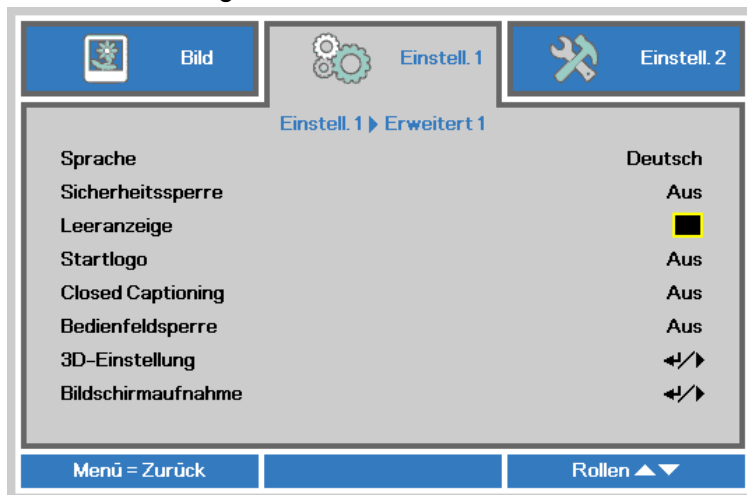 Bild Einstell. 1 Einstell. 2
Einstell. 1 ▶ Erweitert 1
Sprache Deutsch
Sicherheitssperre Aus
Leeranzeige
Startlogo Aus
Closed Captioning Aus
Bedienfeldsperre Aus
3D-Einstellung ↵/▶
Bildschirmaufnahme ↵/▶
Menü = Zurück Rollen ▲▼